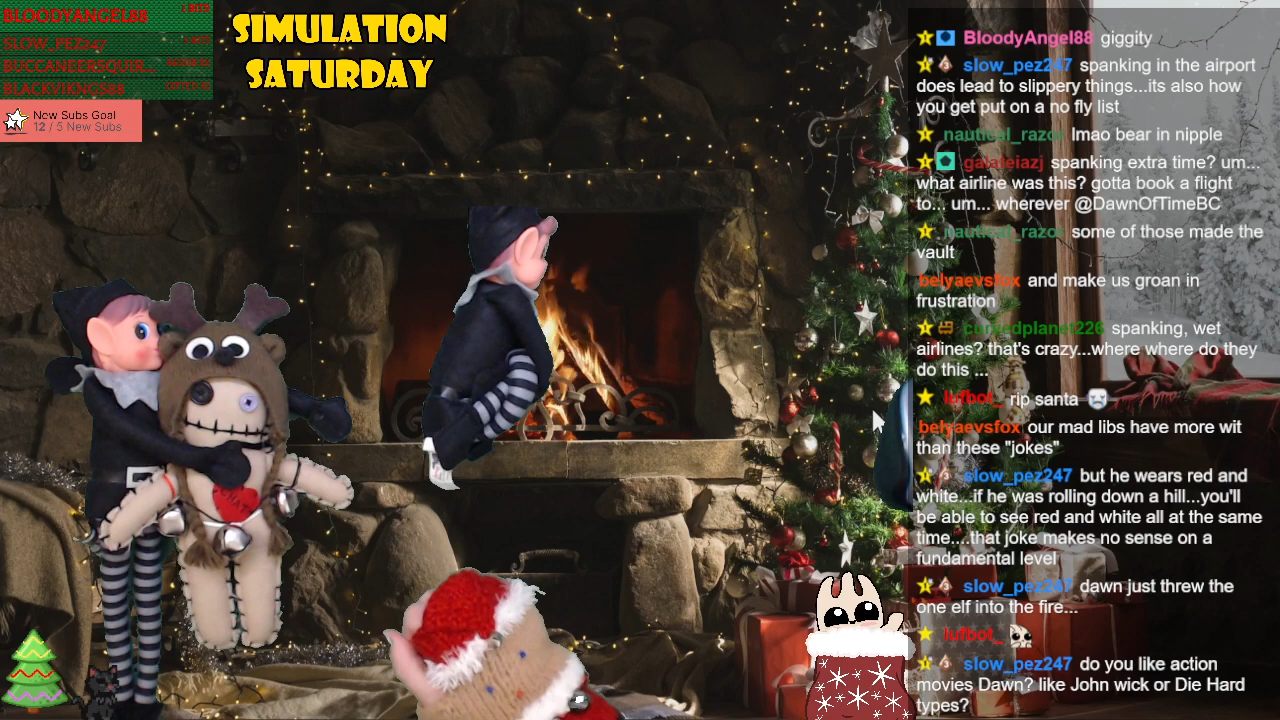 BLOODYANGEL88
SLOW_PEZ247
BUCCANEERSQUIR...
BLACKVIKNGS88
New Subs Goal
12 / 5 New Subs
SIMULATION
SATURDAY
BloodyAngel88 giggity
slow_pez247 spanking in the airport
does lead to slippery things...its also how
you get put on a no fly list
nautical_razor lmao bear in nipple
galaleiazj spanking extra time? um...
what airline was this? gotta book a flight
to... um... wherever @DawnOfTimeBC
nautical_razor some of those made the
vault
belyaevsfox and make us groan in
frustration
curvedplanet226 spanking, wet
airlines? that's crazy...where where do they
do this ...
lufbot_ rip santa
belyaevsfox our mad libs have more wit
than these "jokes"
slow_pez247 but he wears red and
white...if he was rolling down a hill...you'll
be able to see red and white all at the same
time....that joke makes no sense on a
fundamental level
slow_pez247 dawn just threw the
one elf into the fire...
lufbot_
slow_pez247 do you like action
movies Dawn? like John wick or Die Hard
types?